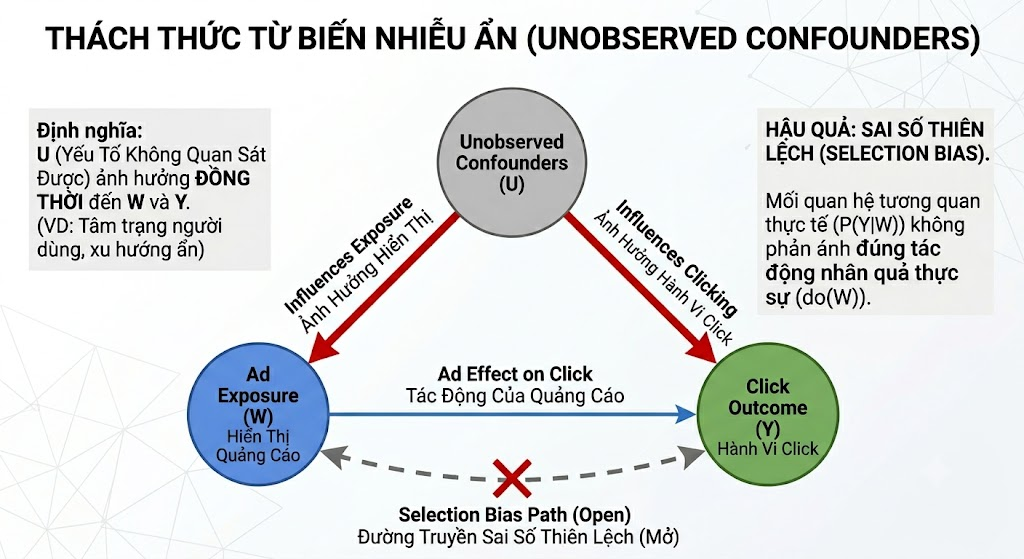 THÁCH THỨC TỪ BIẾN NHIỄU ẨN (UNOBSERVED CONFOUNDERS)
Định nghĩa:
U (Yếu Tố Không Quan Sát
Được) ảnh hưởng ĐỒNG
THỜI đến W và Y.
(VD: Tâm trạng người
dùng, xu hướng ẩn)
Unobserved
Confounders
(U)
HẬU QUẢ: SAI SỐ THIÊN
LỆCH (SELECTION BIAS).
Mối quan hệ tương quan
thực tế (P(Y|W)) không
phản ánh đúng tác
động nhân quả thực
sự (do(W)).
Influences Exposure
Ảnh Hưởng Hiển Thị
Influences Clicking
Ảnh Hưởng Hành Vi Click
Ad
Exposure
(W)
Hiển Thị
Quảng Cáo
Ad Effect on Click
Tác Động Của Quảng Cáo
Click
Outcome
(Y)
Hành Vi Click
Selection Bias Path (Open)
Đường Truyền Sai Số Thiên Lệch (Mở)